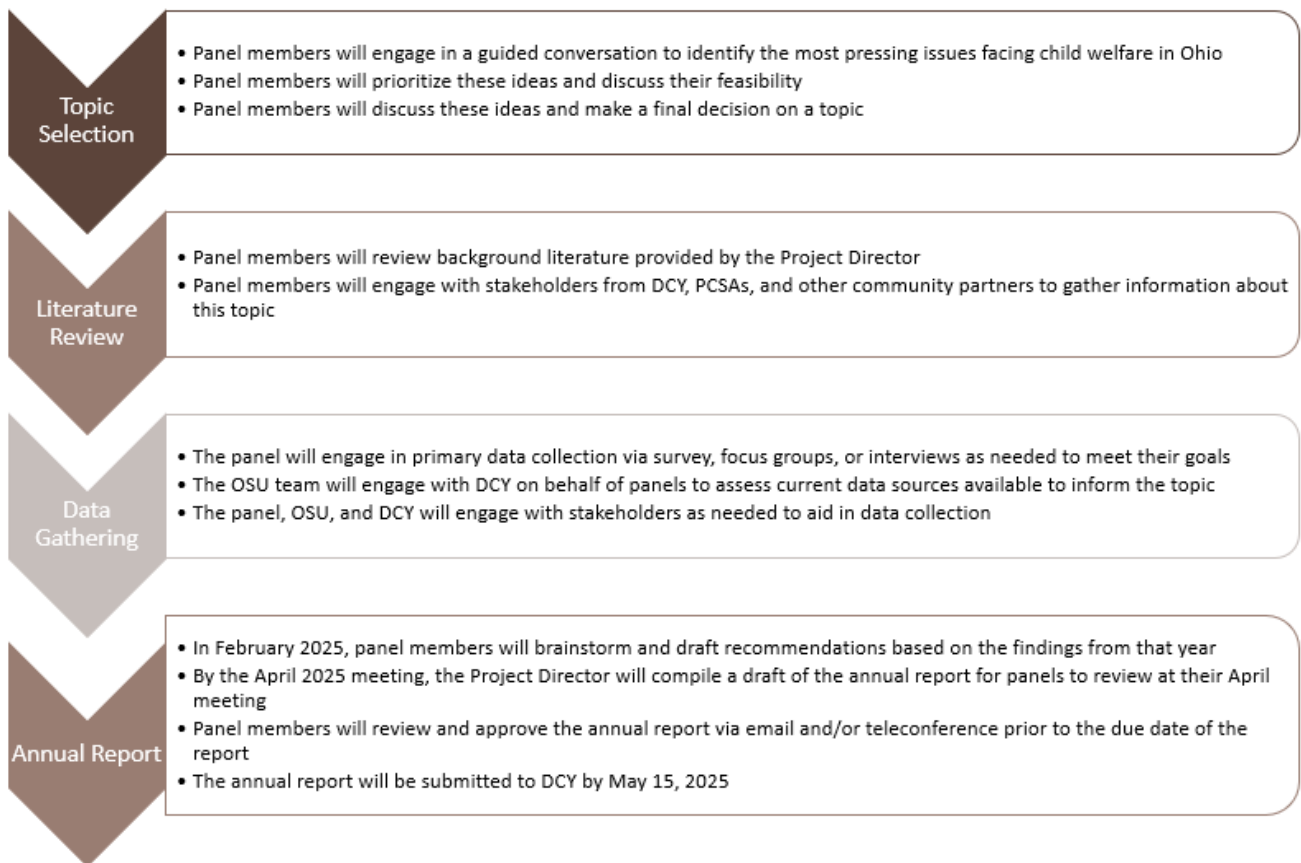 Topic
Selection
• Panel members will engage in a guided conversation to identify the most pressing issues facing child welfare in Ohio
• Panel members will prioritize these ideas and discuss their feasibility
• Panel members will discuss these ideas and make a final decision on a topic
Literature
Review
• Panel members will review background literature provided by the Project Director
• Panel members will engage with stakeholders from DCY, PCSAs, and other community partners to gather information about
this topic
Data
Gathering
• The panel will engage in primary data collection via survey, focus groups, or interviews as needed to meet their goals
• The OSU team will engage with DCY on behalf of panels to assess current data sources available to inform the topic
• The panel, OSU, and DCY will engage with stakeholders as needed to aid in data collection
Annual Report
• In February 2025, panel members will brainstorm and draft recommendations based on the findings from that year
• By the April 2025 meeting, the Project Director will compile a draft of the annual report for panels to review at their April
meeting
• Panel members will review and approve the annual report via email and/or teleconference prior to the due date of the
report
• The annual report will be submitted to DCY by May 15, 2025